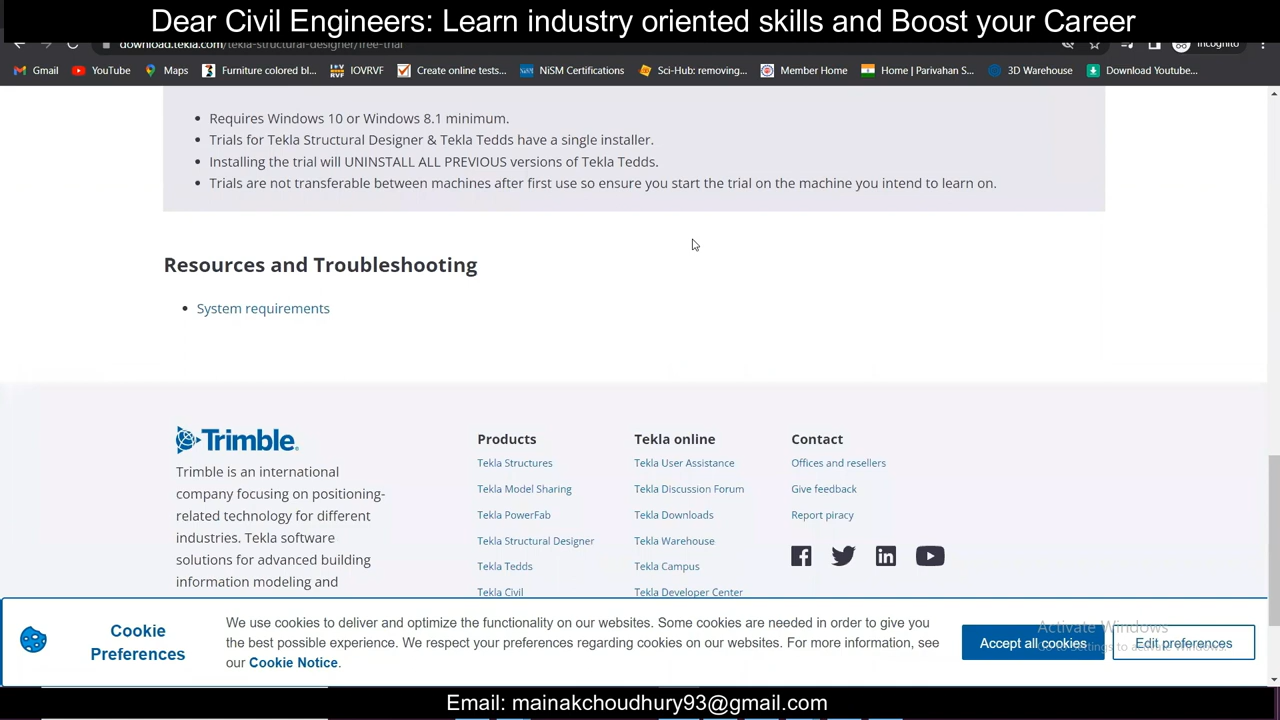 Dear Civil Engineers: Learn industry oriented skills and Boost your Career
download.tekla.com/tekla-structural-designer/free-trial
Incognito
Gmail YouTube Maps Furniture colored bl... IOVRVF Create online tests... NiSM Certifications Sci-Hub: removing... Member Home Home | Parivahan S... 3D Warehouse Download Youtube...
Requires Windows 10 or Windows 8.1 minimum.
Trials for Tekla Structural Designer & Tekla Tedds have a single installer.
Installing the trial will UNINSTALL ALL PREVIOUS versions of Tekla Tedds.
Trials are not transferable between machines after first use so ensure you start the trial on the machine you intend to learn on.
Resources and Troubleshooting
System requirements
Trimble
Trimble is an international
company focusing on positioning-
related technology for different
industries. Tekla software
solutions for advanced building
information modeling and
Products
Tekla Structures
Tekla Model Sharing
Tekla PowerFab
Tekla Structural Designer
Tekla Tedds
Tekla Civil
Tekla online
Tekla User Assistance
Tekla Discussion Forum
Tekla Downloads
Tekla Warehouse
Tekla Campus
Tekla Developer Center
Contact
Offices and resellers
Give feedback
Report piracy
Cookie
Preferences
We use cookies to deliver and optimize the functionality on our websites. Some cookies are needed in order to give you
the best possible experience. We respect your preferences regarding cookies on our websites. For more information, see
our Cookie Notice.
Accept all cookies
Edit preferences
Activate Windows
Go to Settings to activate Windows.
Email: mainakchoudhury93@gmail.com